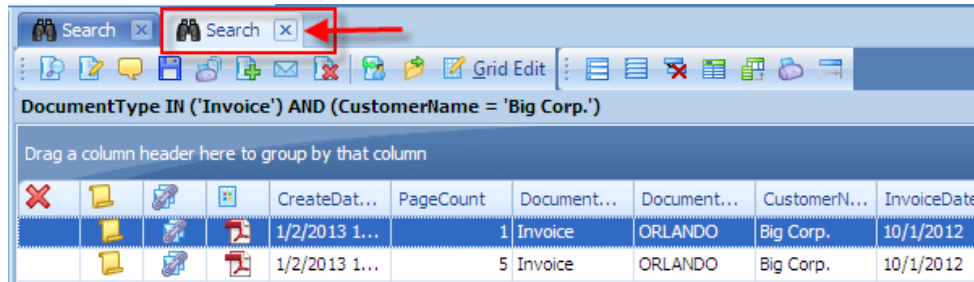 Search Search
Grid Edit
DocumentType IN ('Invoice') AND (CustomerName = 'Big Corp.')
Drag a column header here to group by that column
CreateDat... PageCount Document... Document... CustomerN... InvoiceDate
1/2/2013 1... 1 Invoice ORLANDO Big Corp. 10/1/2012
1/2/2013 1... 5 Invoice ORLANDO Big Corp. 10/1/2012